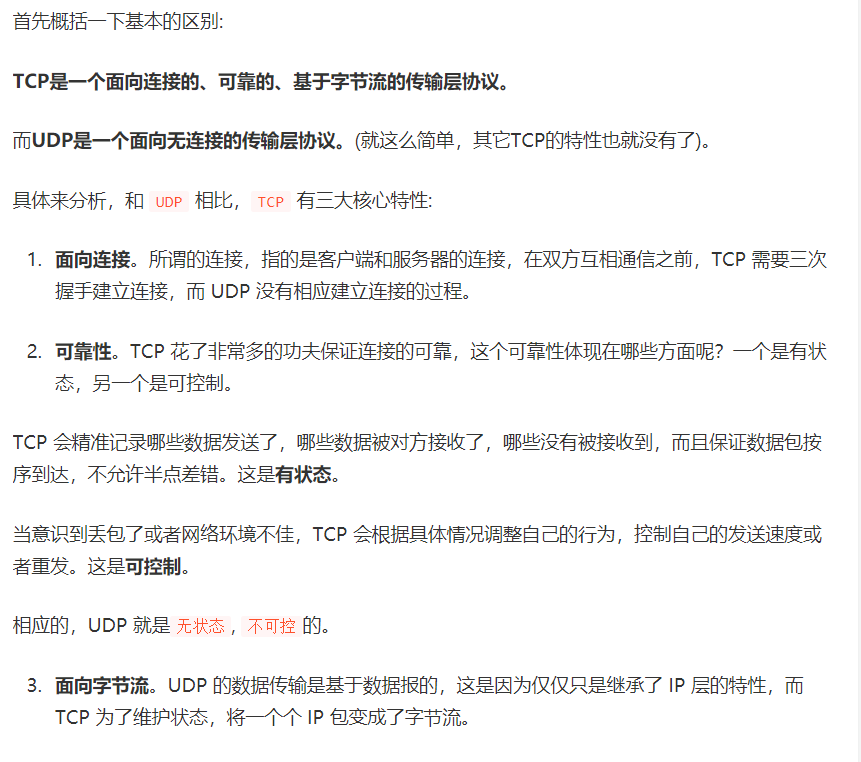 首先概括一下基本的区别:
TCP是一个面向连接的、可靠的、基于字节流的传输层协议。
而UDP是一个面向无连接的传输层协议。(就这么简单，其它TCP的特性也就没有了)。
具体来分析，和 UDP 相比， TCP 有三大核心特性:
1. 面向连接。所谓的连接，指的是客户端和服务器的连接，在双方互相通信之前，TCP 需要三次
握手建立连接，而 UDP 没有相应建立连接的过程。
2. 可靠性。TCP 花了非常多的功夫保证连接的可靠，这个可靠性体现在哪些方面呢？一个是有状
态，另一个是可控制。
TCP 会精准记录哪些数据发送了，哪些数据被对方接收了，哪些没有被接收到，而且保证数据包按
序到达，不允许半点差错。这是有状态。
当意识到丢包了或者网络环境不佳，TCP 会根据具体情况调整自己的行为，控制自己的发送速度或
者重发。这是可控制。
相应的，UDP 就是 无状态 , 不可控 的。
3. 面向字节流。UDP 的数据传输是基于数据报的，这是因为仅仅只是继承了 IP 层的特性，而
TCP 为了维护状态，将一个个 IP 包变成了字节流。